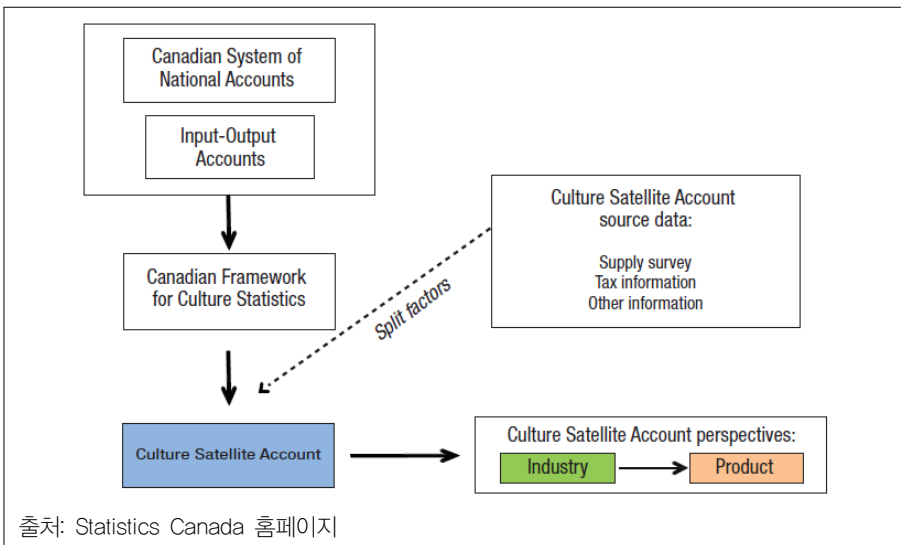 Canadian System of
National Accounts
Input-Output
Accounts
Canadian Framework
for Culture Statistics
Culture Satellite Account
source data:
Supply survey
Tax information
Other information
Split factors
Culture Satellite Account
Culture Satellite Account perspectives:
Industry
Product
출처: Statistics Canada 홈페이지